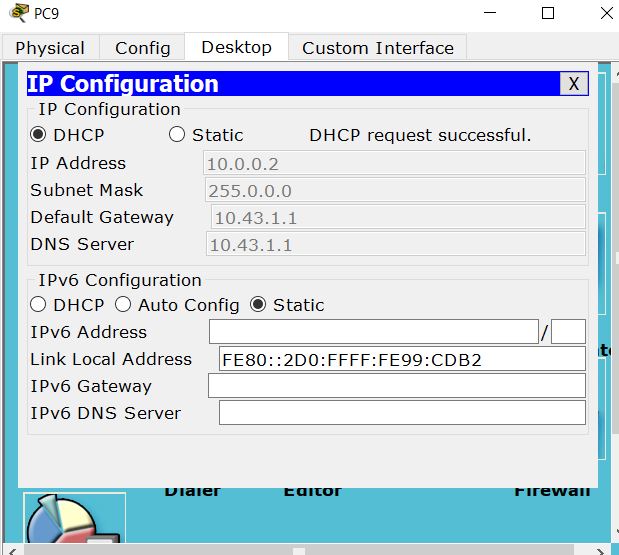 PC9
Physical Config Desktop Custom Interface
IP Configuration X
IP Configuration
DHCP Static DHCP request successful.
IP Address 10.0.0.2
Subnet Mask 255.0.0.0
Default Gateway 10.43.1.1
DNS Server 10.43.1.1
IPv6 Configuration
DHCP Auto Config Static
IPv6 Address /
Link Local Address FE80::2D0:FFFF:FE99:CDB2
IPv6 Gateway
IPv6 DNS Server
Dialer Editor Firewall